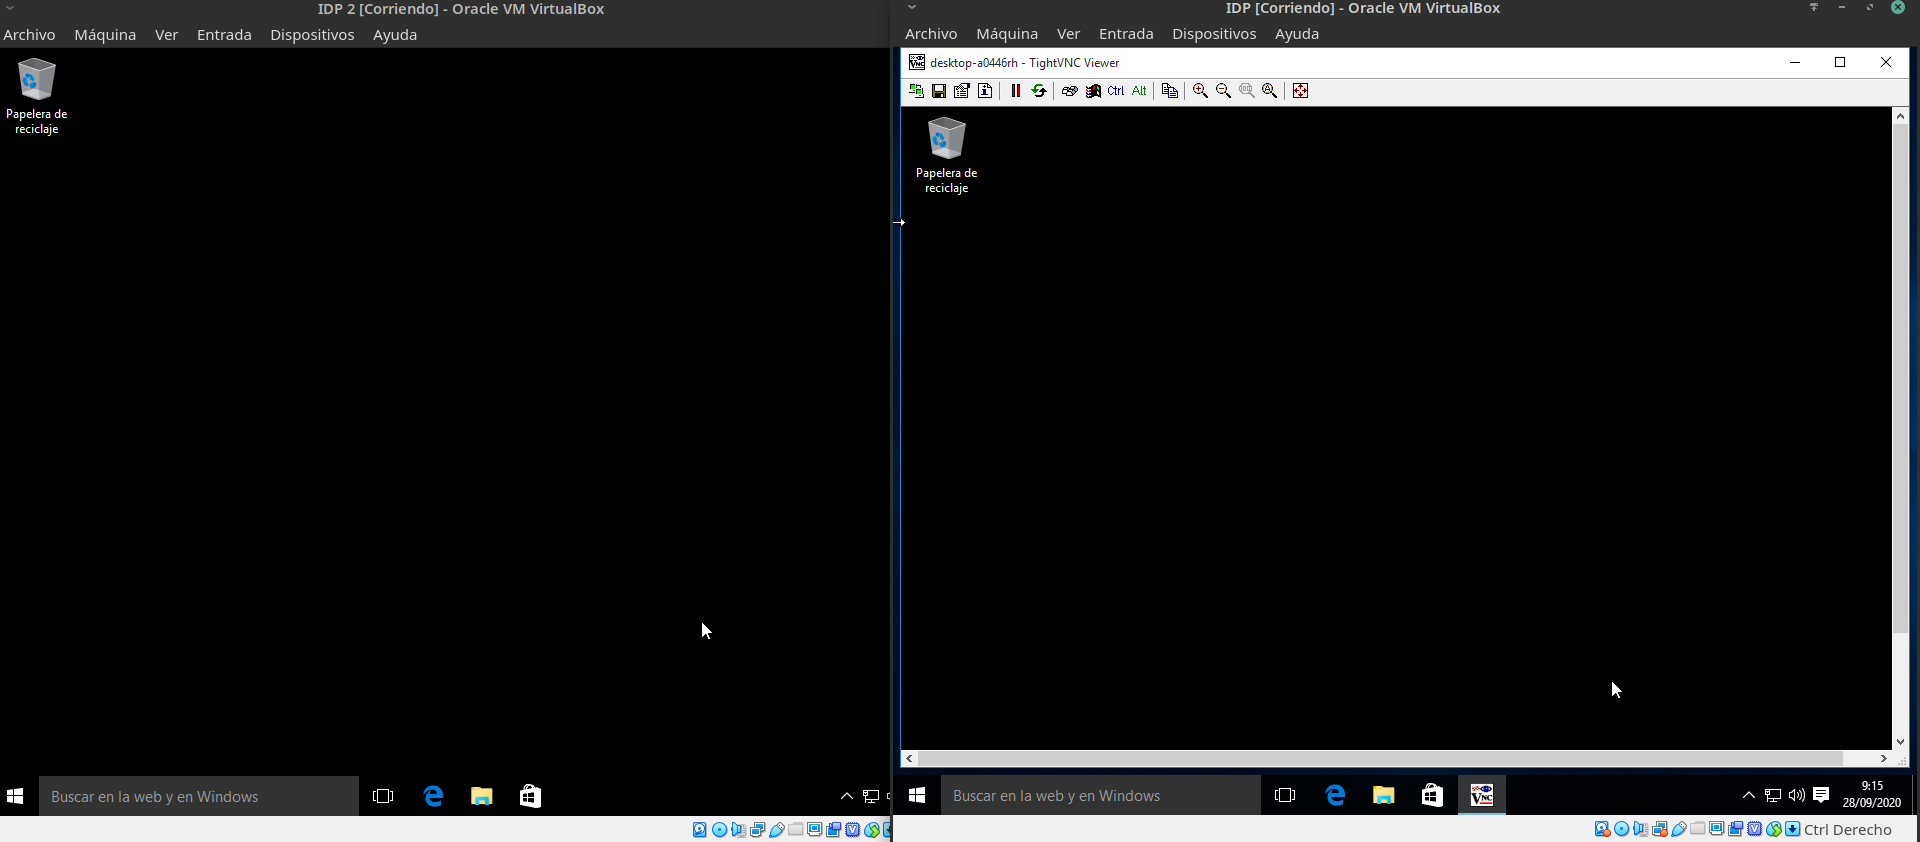 IDP 2 [Corriendo] - Oracle VM VirtualBox
Archivo Máquina Ver Entrada Dispositivos Ayuda
Papelera de
reciclaje
Buscar en la web y en Windows
IDP [Corriendo] - Oracle VM VirtualBox
Archivo Máquina Ver Entrada Dispositivos Ayuda
desktop-a0446rh - TightVNC Viewer
Ctrl Alt
Papelera de
reciclaje
Buscar en la web y en Windows
VNC
9:15
28/09/2020
Ctrl Derecho